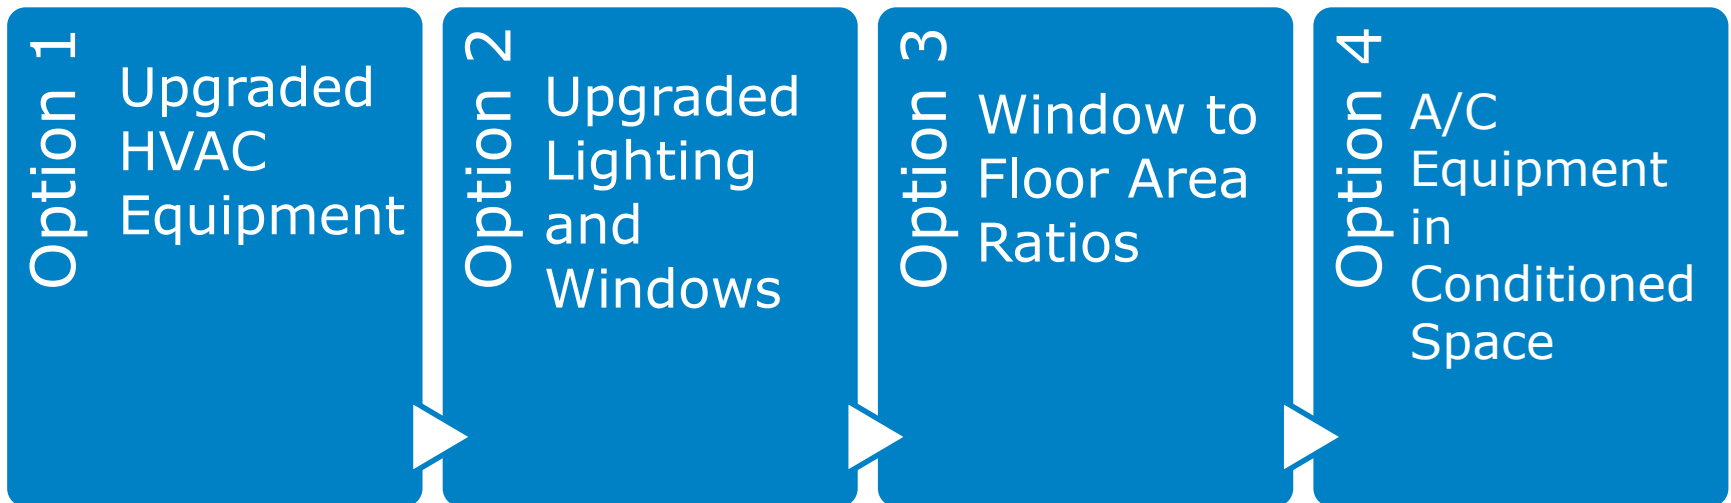 Option 1
Upgraded
HVAC
Equipment
Option 2
Upgraded
Lighting
and
Windows
Option 3
Window to
Floor Area
Ratios
Option 4
A/C
Equipment
in
Conditioned
Space